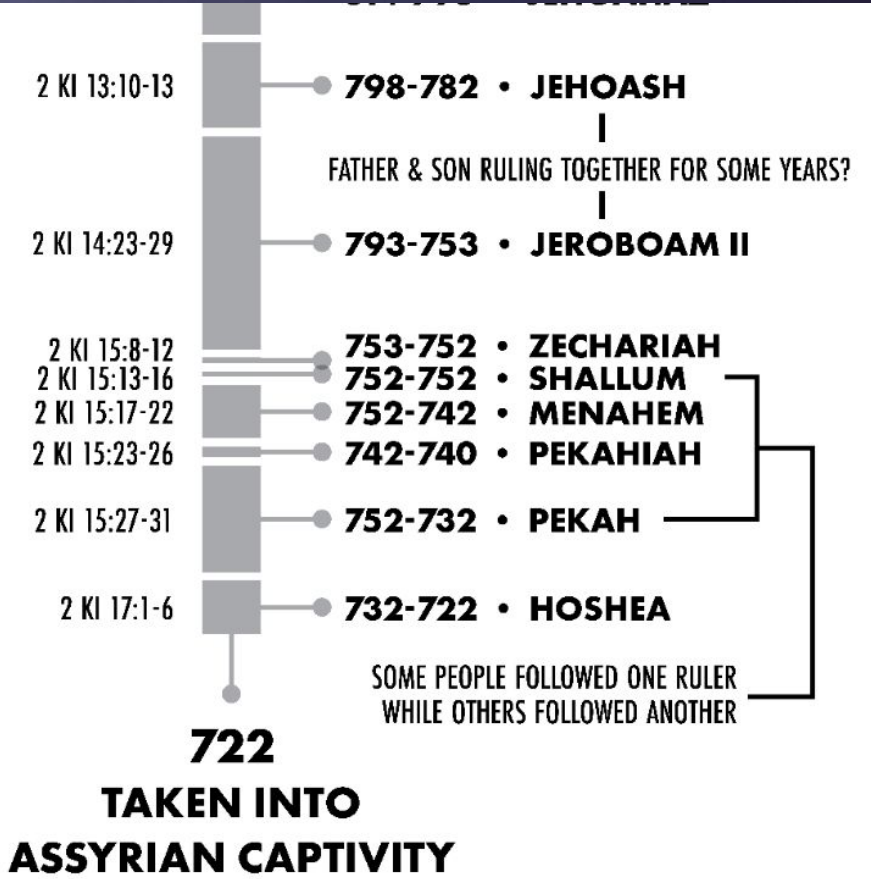 2 KI 13:10-13 798-782 • JEHOASH
FATHER & SON RULING TOGETHER FOR SOME YEARS?
2 KI 14:23-29 793-753 • JEROBOAM II
2 KI 15:8-12 753-752 • ZECHARIAH
2 KI 15:13-16 752-752 • SHALLUM
2 KI 15:17-22 752-742 • MENAHEM
2 KI 15:23-26 742-740 • PEKAHIAH
2 KI 15:27-31 752-732 • PEKAH
2 KI 17:1-6 732-722 • HOSHEA
SOME PEOPLE FOLLOWED ONE RULER
WHILE OTHERS FOLLOWED ANOTHER
722
TAKEN INTO
ASSYRIAN CAPTIVITY